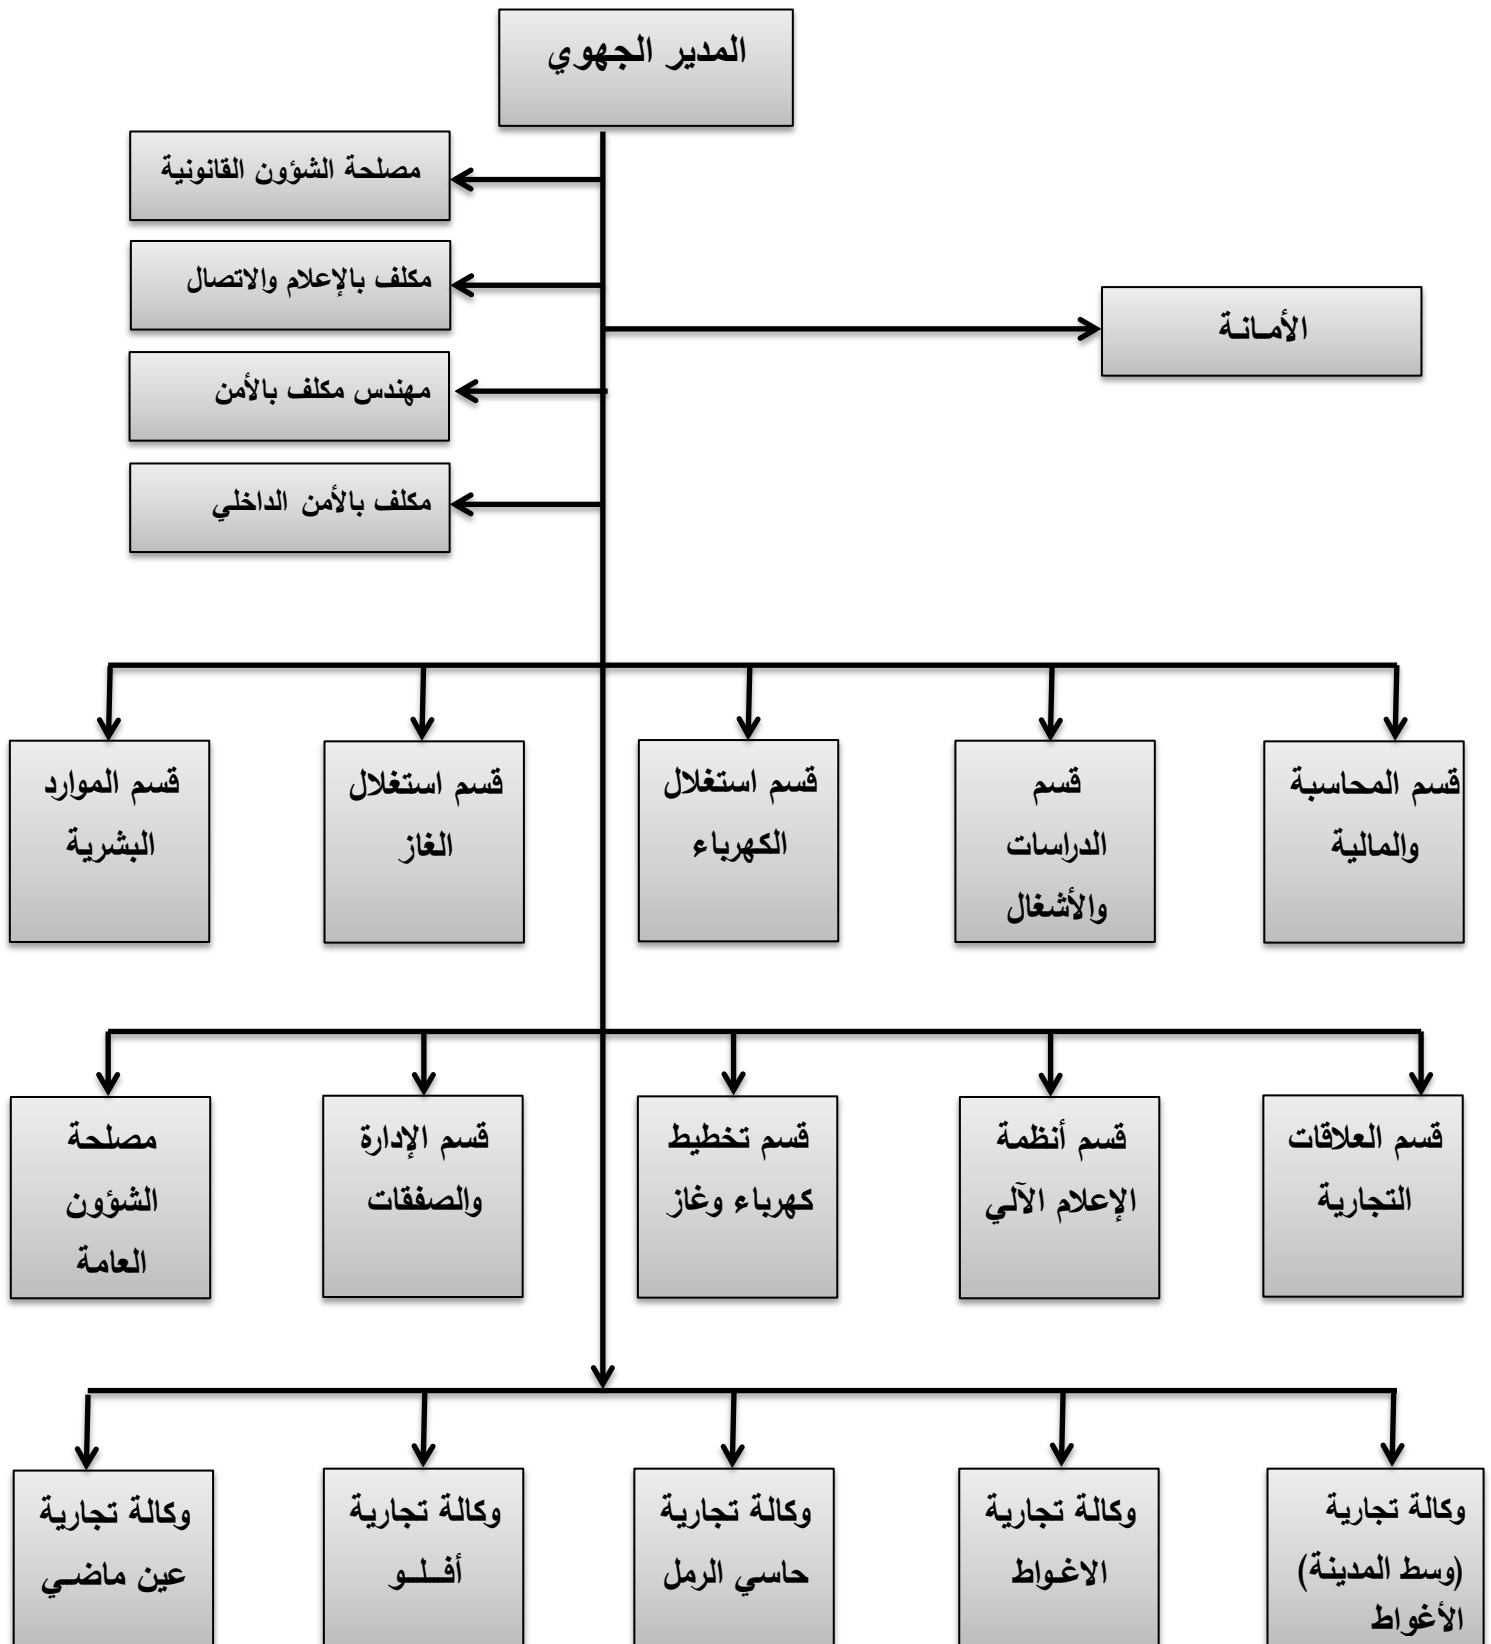 المدير الجهوي
مصلحة الشؤون القانونية
مكلف بالإعلام والاتصال
الأمـانـة
مهندس مكلف بالأمن
مكلف بالأمن الداخلي
قسم المحاسبة
والمالية
قسم
الدراسات
والأشغال
قسم استغلال
الكهرباء
قسم استغلال
الغاز
قسم الموارد
البشرية
قسم العلاقات
التجارية
قسم أنظمة
الإعلام الآلي
قسم تخطيط
كهرباء وغاز
قسم الإدارة
والصفقات
مصلحة
الشؤون
العامة
وكالة تجارية
(وسط المدينة)
الأغواط
وكالة تجارية
الاغـواط
وكالة تجارية
حاسي الرمل
وكالة تجارية
أفـلـو
وكالة تجارية
عين ماضـي